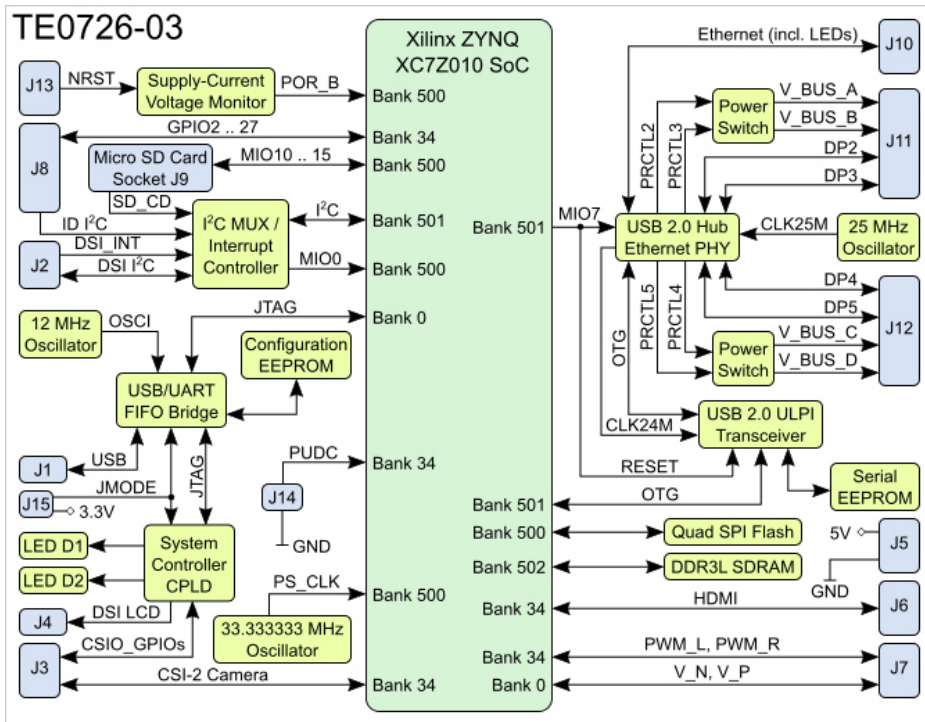 TE0726-03
Xilinx ZYNQ
XC7Z010 SoC
J13
NRST
Supply-Current
Voltage Monitor
POR_B
Bank 500
GPIO2 .. 27
Bank 34
J8
Micro SD Card
Socket J9
MIO10 .. 15
Bank 500
SD_CD
I²C MUX /
Interrupt
Controller
I²C
Bank 501
ID I²C
DSI_INT
J2
DSI I²C
MIO0
Bank 500
JTAG
Bank 0
12 MHz
Oscillator
OSCI
Configuration
EEPROM
USB/UART
FIFO Bridge
J1
USB
JTAG
J15
JMODE
3.3V
PUDC
Bank 34
J14
GND
LED D1
LED D2
System
Controller
CPLD
PS_CLK
Bank 500
33.333333 MHz
Oscillator
J4
DSI LCD
J3
CSIO_GPIOs
CSI-2 Camera
Bank 34
Ethernet (incl. LEDs)
J10
Power
Switch
V_BUS_A
V_BUS_B
J11
PRCTL2
PRCTL3
DP2
DP3
Bank 501
MIO7
USB 2.0 Hub
Ethernet PHY
CLK25M
25 MHz
Oscillator
DP4
DP5
J12
OTG
PRCTL5
PRCTL4
Power
Switch
V_BUS_C
V_BUS_D
CLK24M
USB 2.0 ULPI
Transceiver
RESET
Serial
EEPROM
Bank 501
OTG
Bank 500
Quad SPI Flash
5V
J5
GND
Bank 502
DDR3L SDRAM
Bank 34
HDMI
J6
Bank 34
PWM_L, PWM_R
J7
Bank 0
V_N, V_P